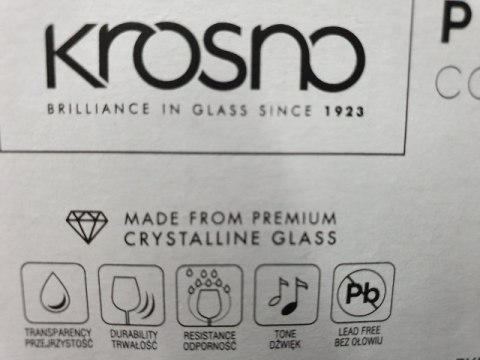 krosno
BRILLIANCE IN GLASS SINCE 1923
P
CO
MADE FROM PREMIUM
CRYSTALLINE GLASS
Pb
TRANSPARENCY
PRZEJRZYSTOŚĆ
DURABILITY
TRWAŁOŚĆ
RESISTANCE
ODPORNOŚĆ
TONE
DŹWIĘK
LEAD FREE
BEZ OŁOWIU